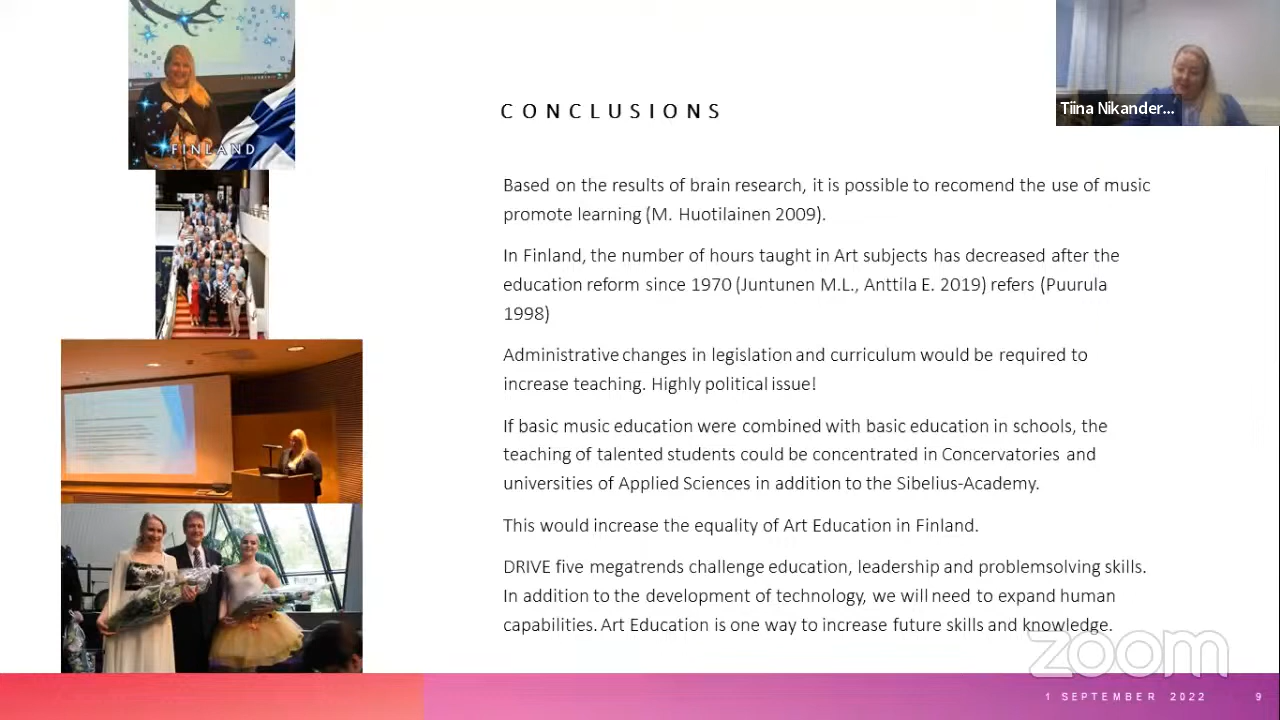 FINLAND
Tiina Nikander...
CONCLUSIONS
Based on the results of brain research, it is possible to recomend the use of music
promote learning (M. Huotilainen 2009).
In Finland, the number of hours taught in Art subjects has decreased after the
education reform since 1970 (Juntunen M.L., Anttila E. 2019) refers (Puurula
1998)
Administrative changes in legislation and curriculum would be required to
increase teaching. Highly political issue!
If basic music education were combined with basic education in schools, the
teaching of talented students could be concentrated in Concervatories and
universities of Applied Sciences in addition to the Sibelius-Academy.
This would increase the equality of Art Education in Finland.
DRIVE five megatrends challenge education, leadership and problemsolving skills.
In addition to the development of technology, we will need to expand human
capabilities. Art Education is one way to increase future skills and knowledge.
zoom
1 SEPTEMBER 2022
9